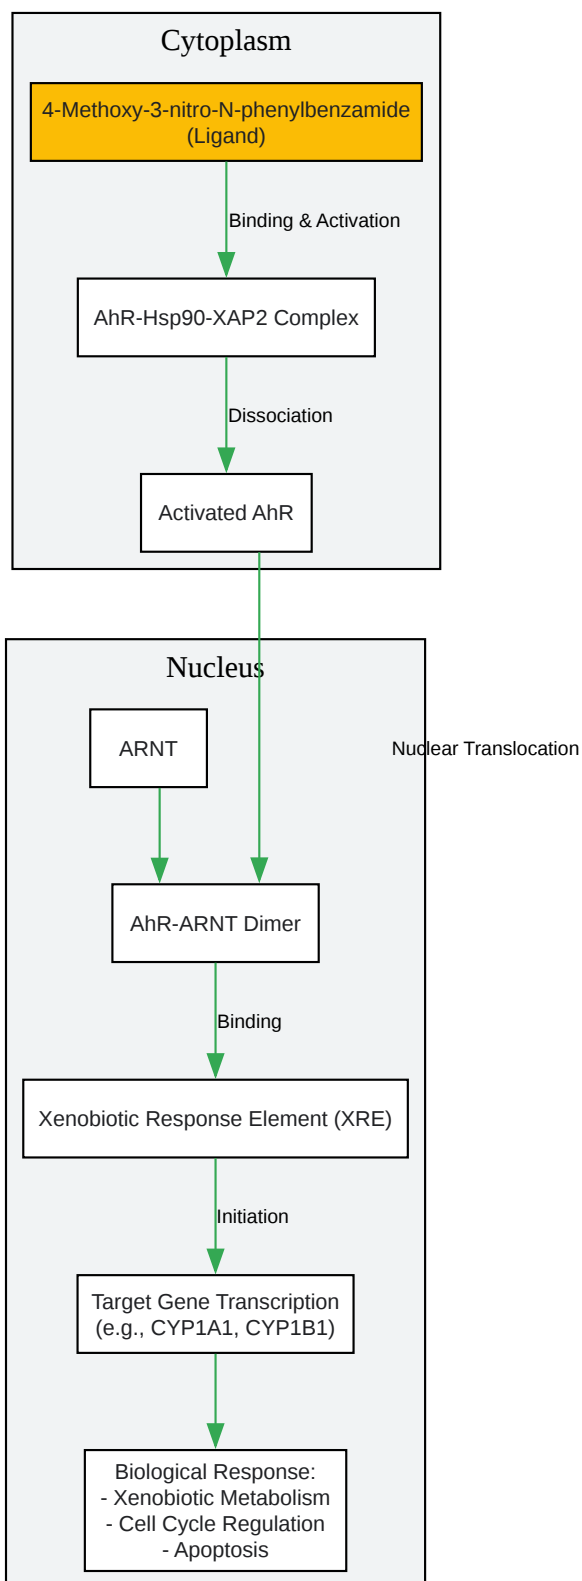 Cytoplasm
4-Methoxy-3-nitro-N-phenylbenzamide
(Ligand)
Binding & Activation
AhR-Hsp90-XAP2 Complex
Dissociation
Activated AhR
Nucleus
ARNT
Nuclear Translocation
AhR-ARNT Dimer
Binding
Xenobiotic Response Element (XRE)
Initiation
Target Gene Transcription
(e.g., CYP1A1, CYP1B1)
Biological Response:
- Xenobiotic Metabolism
- Cell Cycle Regulation
- Apoptosis